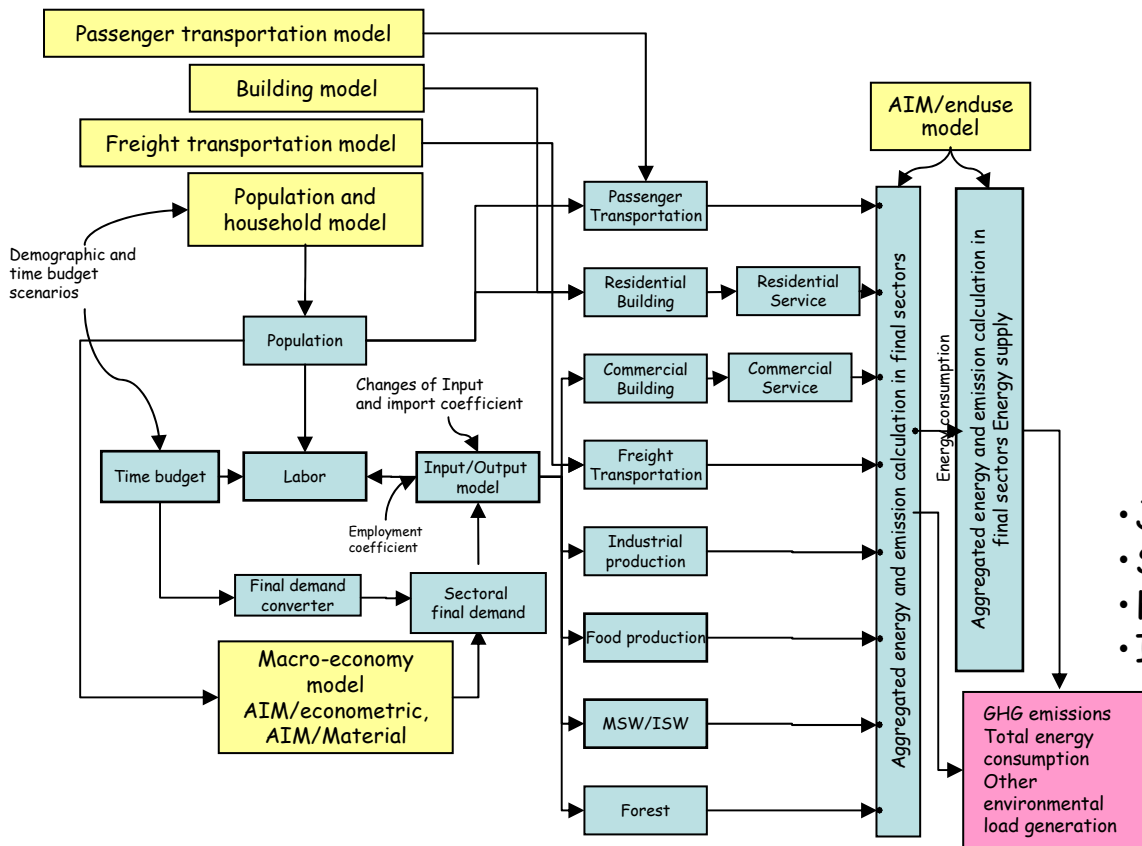 Passenger transportation model
Building model
Freight transportation model
Population and
household model
AIM/enduse
model
Demographic and
time budget
scenarios
Population
Changes of Input
and import coefficient
Time budget
Labor
Input/Output
model
Employment
coefficient
Final demand
converter
Sectoral
final demand
Macro-economy
model
AIM/econometric,
AIM/Material
Passenger
Transportation
Residential
Building
Residential
Service
Commercial
Building
Commercial
Service
Freight
Transportation
Industrial
production
Food production
MSW/ISW
Forest
Aggregated energy and emission calculation in final sectors
Energy consumption
Aggregated energy and emission calculation in
final sectors Energy supply
GHG emissions
Total energy
consumption
Other
environmental
load generation